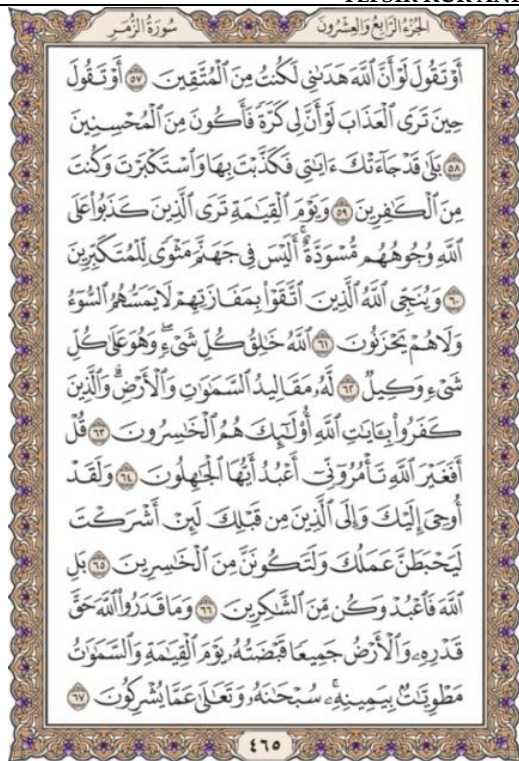 الجزء الرابع والعشرون سورة الزمر
أَوْ تَقُولَ لَوْ أَنَّ ٱللَّهَ هَدَىٰنِى لَكُنتُ مِنَ ٱلْمُتَّقِينَ ٥٧ أَوْ تَقُولَ
حِينَ تَرَى ٱلْعَذَابَ لَوْ أَنَّ لِى كَرَّةً فَأَكُونَ مِنَ ٱلْمُحْسِنِينَ
٥٨ بَلَىٰ قَدْ جَآءَتْكَ ءَايَٰتِى فَكَذَّبْتَ بِهَا وَٱسْتَكْبَرْتَ وَكُنتَ
مِنَ ٱلْكَٰفِرِينَ ٥٩ وَيَوْمَ ٱلْقِيَٰمَةِ تَرَى ٱلَّذِينَ كَذَبُوا۟ عَلَى
ٱللَّهِ وُجُوهُهُم مُّسْوَدَّةٌ ۚ أَلَيْسَ فِى جَهَنَّمَ مَثْوًى لِّلْمُتَكَبِّرِينَ
٦٠ وَيُنَجِّى ٱللَّهُ ٱلَّذِينَ ٱتَّقَوْا۟ بِمَفَازَتِهِمْ لَا يَمَسُّهُمُ ٱلسُّوٓءُ
وَلَا هُمْ يَحْزَنُونَ ٦١ ٱللَّهُ خَٰلِقُ كُلِّ شَىْءٍ ۖ وَهُوَ عَلَىٰ كُلِّ
شَىْءٍ وَكِيلٌ ٦٢ لَّهُۥ مَقَالِيدُ ٱلسَّمَٰوَٰتِ وَٱلْأَرْضِ ۗ وَٱلَّذِينَ
كَفَرُوا۟ بِـَٔايَٰتِ ٱللَّهِ أُو۟لَٰٓئِكَ هُمُ ٱلْخَٰسِرُونَ ٦٣ قُلْ
أَفَغَيْرَ ٱللَّهِ تَأْمُرُوٓنِّىٓ أَعْبُدُ أَيُّهَا ٱلْجَٰهِلُونَ ٦٤ وَلَقَدْ
أُوحِىَ إِلَيْكَ وَإِلَى ٱلَّذِينَ مِن قَبْلِكَ لَئِنْ أَشْرَكْتَ
لَيَحْبَطَنَّ عَمَلُكَ وَلَتَكُونَنَّ مِنَ ٱلْخَٰسِرِينَ ٦٥ بَلِ
ٱللَّهَ فَٱعْبُدْ وَكُن مِّنَ ٱلشَّٰكِرِينَ ٦٦ وَمَا قَدَرُوا۟ ٱللَّهَ حَقَّ
قَدْرِهِۦ وَٱلْأَرْضُ جَمِيعًا قَبْضَتُهُۥ يَوْمَ ٱلْقِيَٰمَةِ وَٱلسَّمَٰوَٰتُ
مَطْوِيَّٰتٌۢ بِيَمِينِهِۦ ۚ سُبْحَٰنَهُۥ وَتَعَٰلَىٰ عَمَّا يُشْرِكُونَ ٦٧
٤٦٥